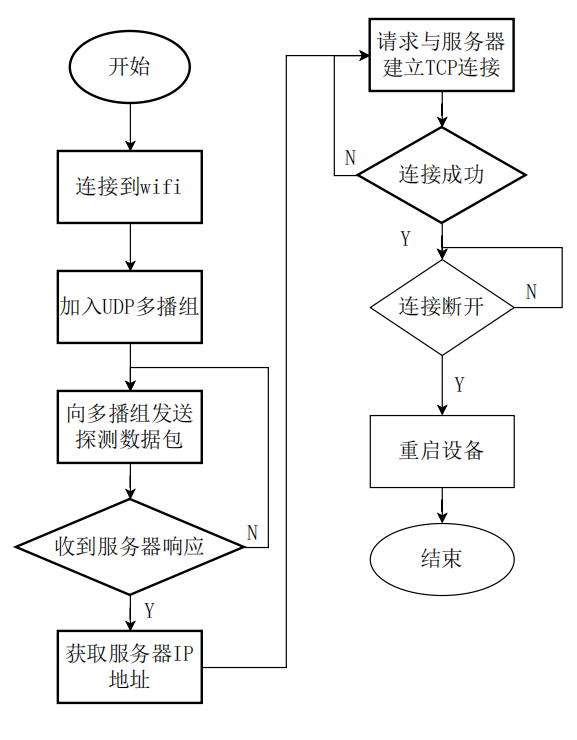 开始
连接到wifi
加入UDP多播组
向多播组发送
探测数据包
收到服务器响应
N
Y
获取服务器IP
地址
请求与服务器
建立TCP连接
连接成功
N
Y
连接断开
N
Y
重启设备
结束